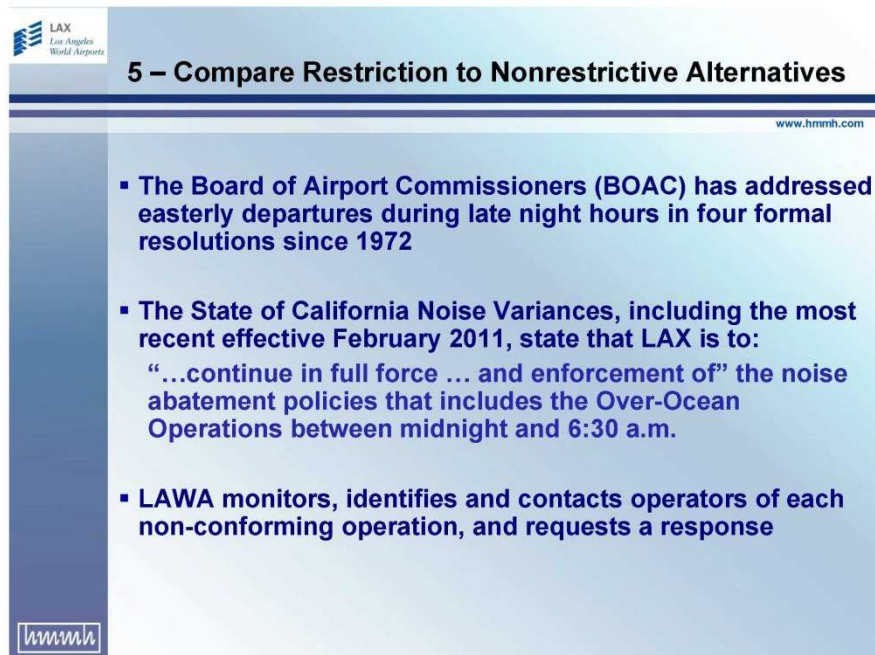 LAX
Los Angeles
World Airports
5 – Compare Restriction to Nonrestrictive Alternatives
www.hmmh.com
▪ The Board of Airport Commissioners (BOAC) has addressed
easterly departures during late night hours in four formal
resolutions since 1972
▪ The State of California Noise Variances, including the most
recent effective February 2011, state that LAX is to:
“…continue in full force … and enforcement of” the noise
abatement policies that includes the Over-Ocean
Operations between midnight and 6:30 a.m.
▪ LAWA monitors, identifies and contacts operators of each
non-conforming operation, and requests a response
hmmh